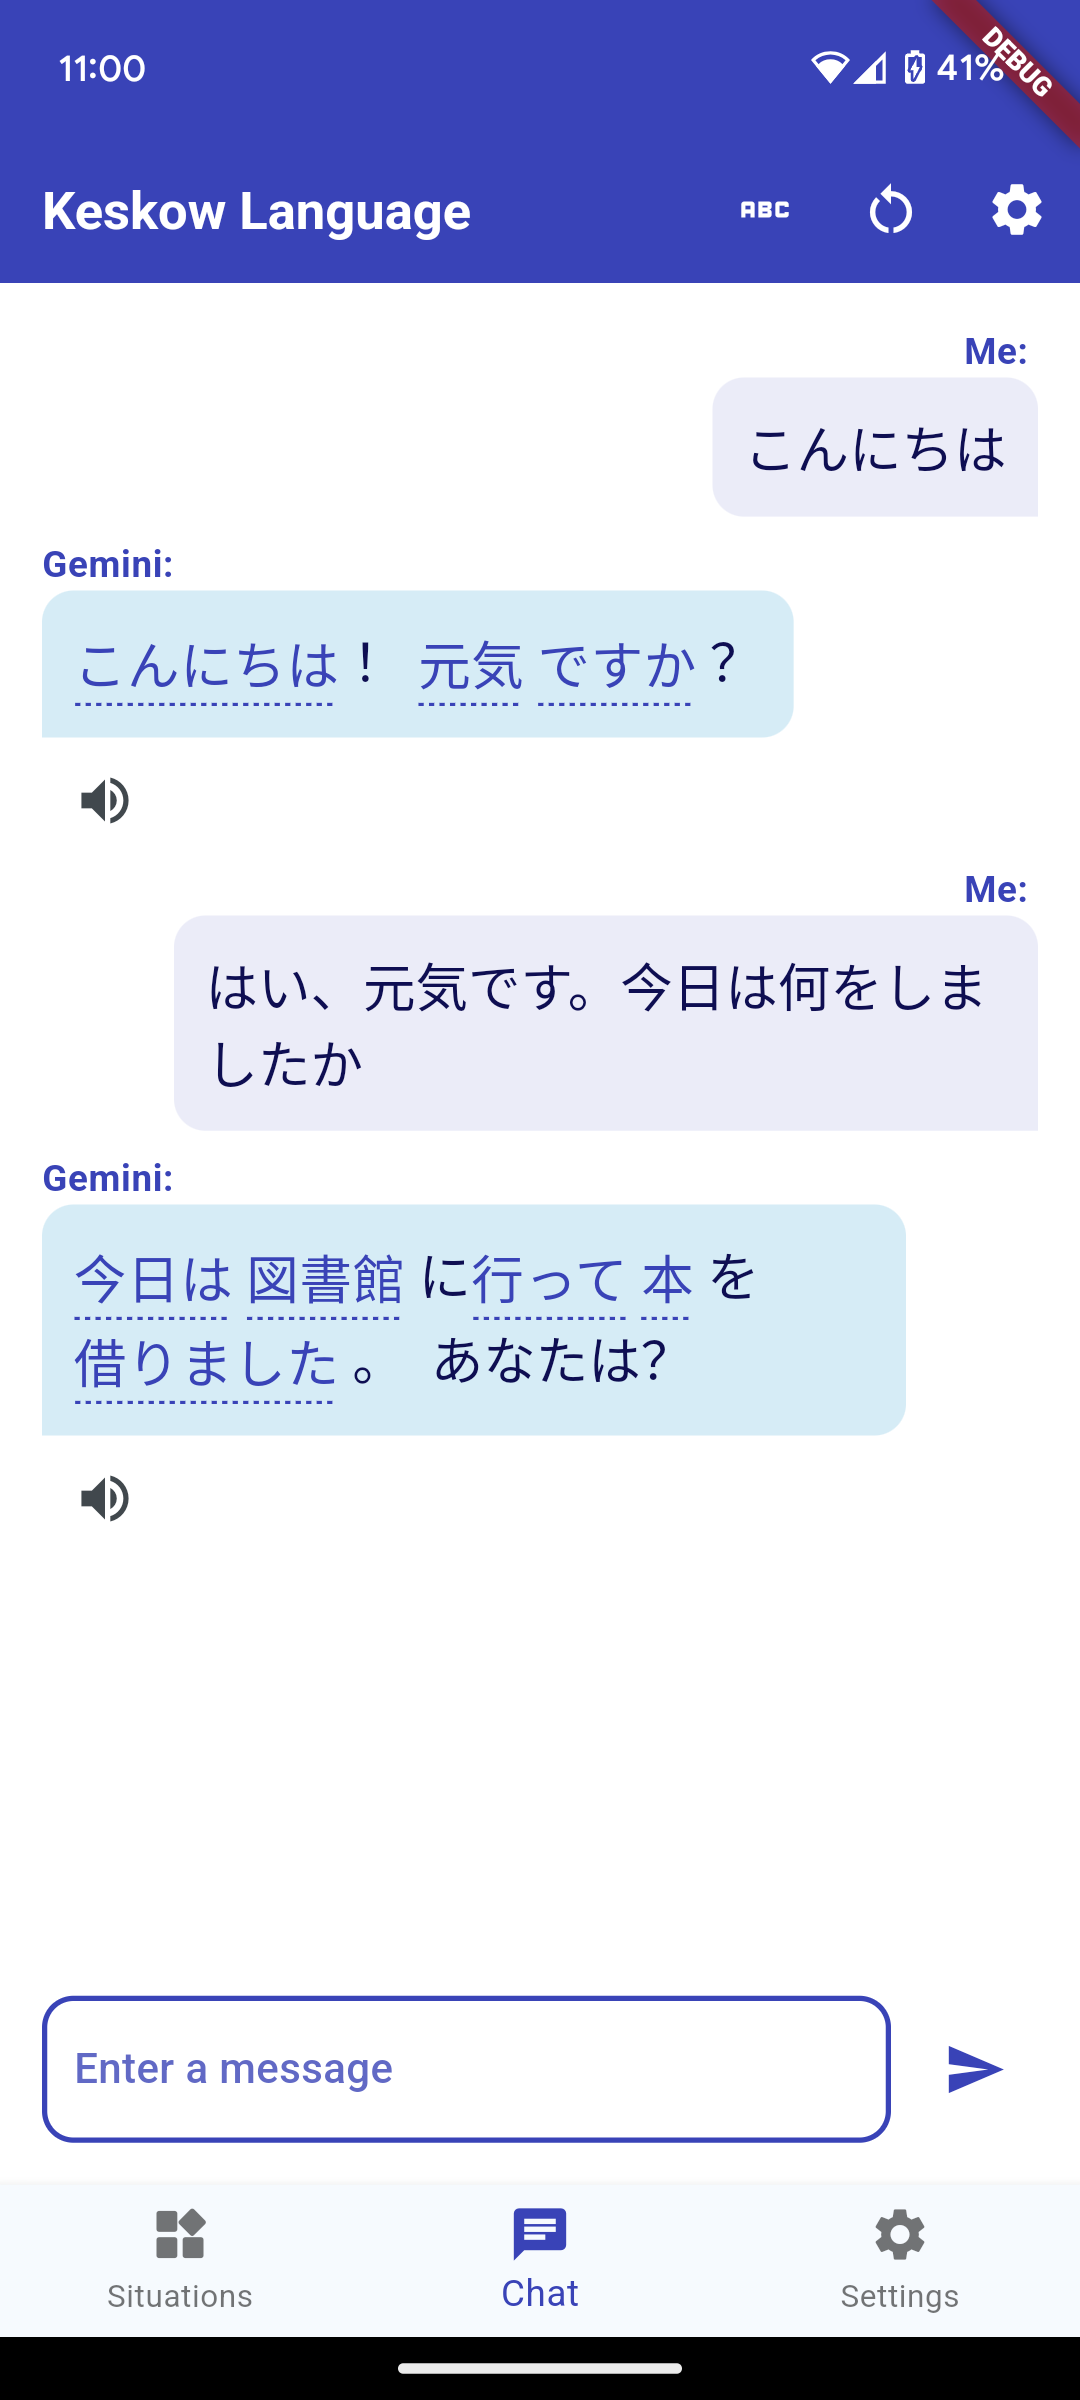 11:00
41%
DEBUG
Keskow Language
ABC
Me:
こんにちは
Gemini:
こんにちは！ 元気 ですか？
Me:
はい、元気です。今日は何をしま
したか
Gemini:
今日は 図書館 に行って 本 を
借りました 。 あなたは?
Enter a message
Situations
Chat
Settings